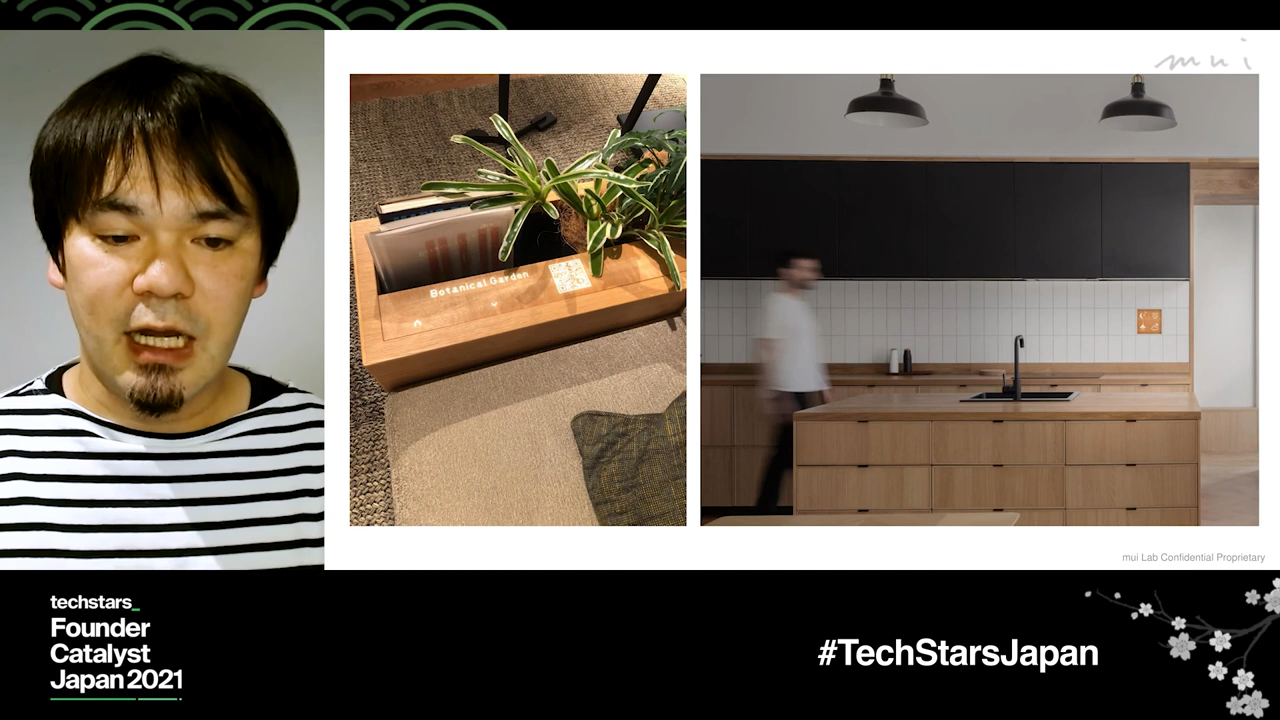 mui
Botanical Garden
mui Lab Confidential Proprietary
techstars_
Founder
Catalyst
Japan 2021
#TechStarsJapan